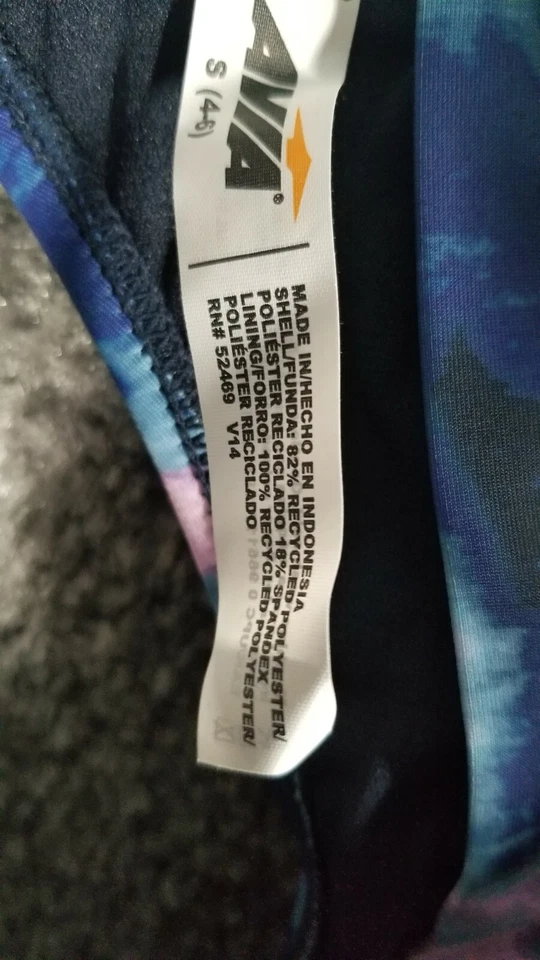 AVIA®
S (4-6)
MADE IN/HECHO EN INDONESIA
SHELL/FUNDA: 82% RECYCLED POLYESTER/
POLIÉSTER RECICLADO 18% SPANDEX
LINING/FORRO: 100% RECYCLED POLYESTER/
POLIÉSTER RECICLADO
RN# 52469 V14